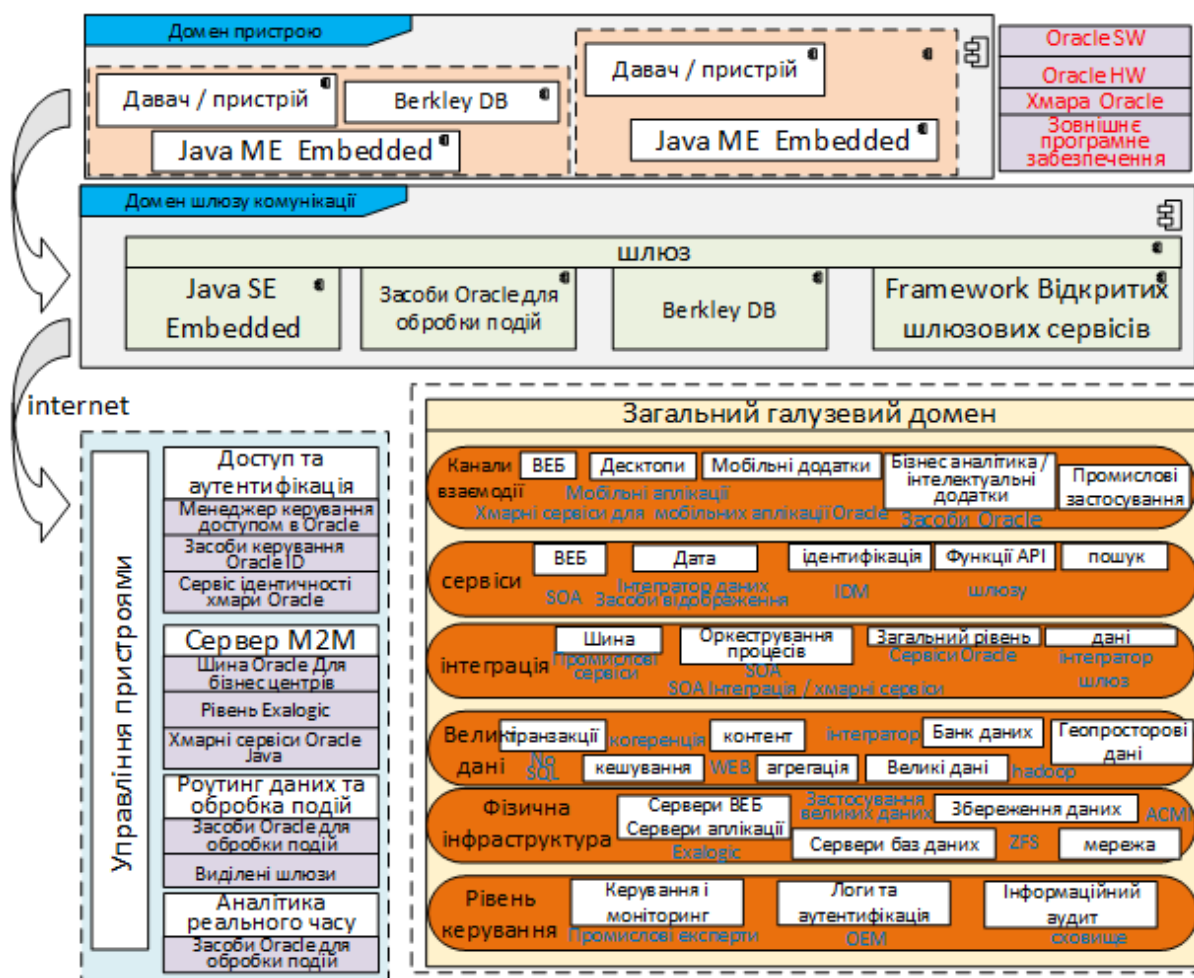 Домен пристрою
Давач / пристрій
Berkley DB
Java ME Embedded
Давач / пристрій
Java ME Embedded
Oracle SW
Oracle HW
Хмара Oracle
Зовнішнє
програмне
забезпечення
Домен шлюзу комунікації
шлюз
Java SE
Embedded
Засоби Oracle для
обробки подій
Berkley DB
Framework Відкритих
шлюзових сервісів
internet
Управління пристроями
Доступ та
аутентифікація
Менеджер керування
доступом в Oracle
Засоби керування
Oracle ID
Сервіс ідентичності
хмари Oracle
Сервер M2M
Шина Oracle Для
бізнес центрів
Рівень Exalogic
Хмарні сервіси Oracle
Java
Роутинг даних та
обробка подій
Засоби Oracle для
обробки подій
Виділені шлюзи
Аналітика
реального часу
Засоби Oracle для
обробки подій
Загальний галузевий домен
Канали
взаємодії
ВЕБ
Десктопи
Мобільні додатки
Бізнес аналітика /
інтелектуальні
додатки
Промислові
застосування
Мобільні аплікації
Хмарні сервіси для мобільних аплікації Oracle
Засоби Oracle
сервіси
ВЕБ
Дата
ідентифікація
Функції API
пошук
SOA
Інтегратор даних
Засоби відображення
IDM
шлюзу
інтеграція
Шина
Оркестрування
процесів
Загальний рівень
дані
Промислові
сервіси
SOA
SOA Інтеграція / хмарні сервіси
Сервіси Oracle
інтегратор
шлюз
Великі
дані
транзакції
когеренція
контент
інтегратор
Банк даних
Геопросторові
дані
No
SQL
кешування
WEB
агрегація
Великі дані
hadoop
Фізична
інфраструктура
Сервери ВЕБ
Сервери аплікації
Exalogic
Застосування
великих даних
Збереження даних
Сервери баз даних
ZFS
мережа
Рівень
керування
Керування і
моніторинг
Логи та
аутентифікація
Інформаційний
аудит
Промислові експерти
OEM
сховище